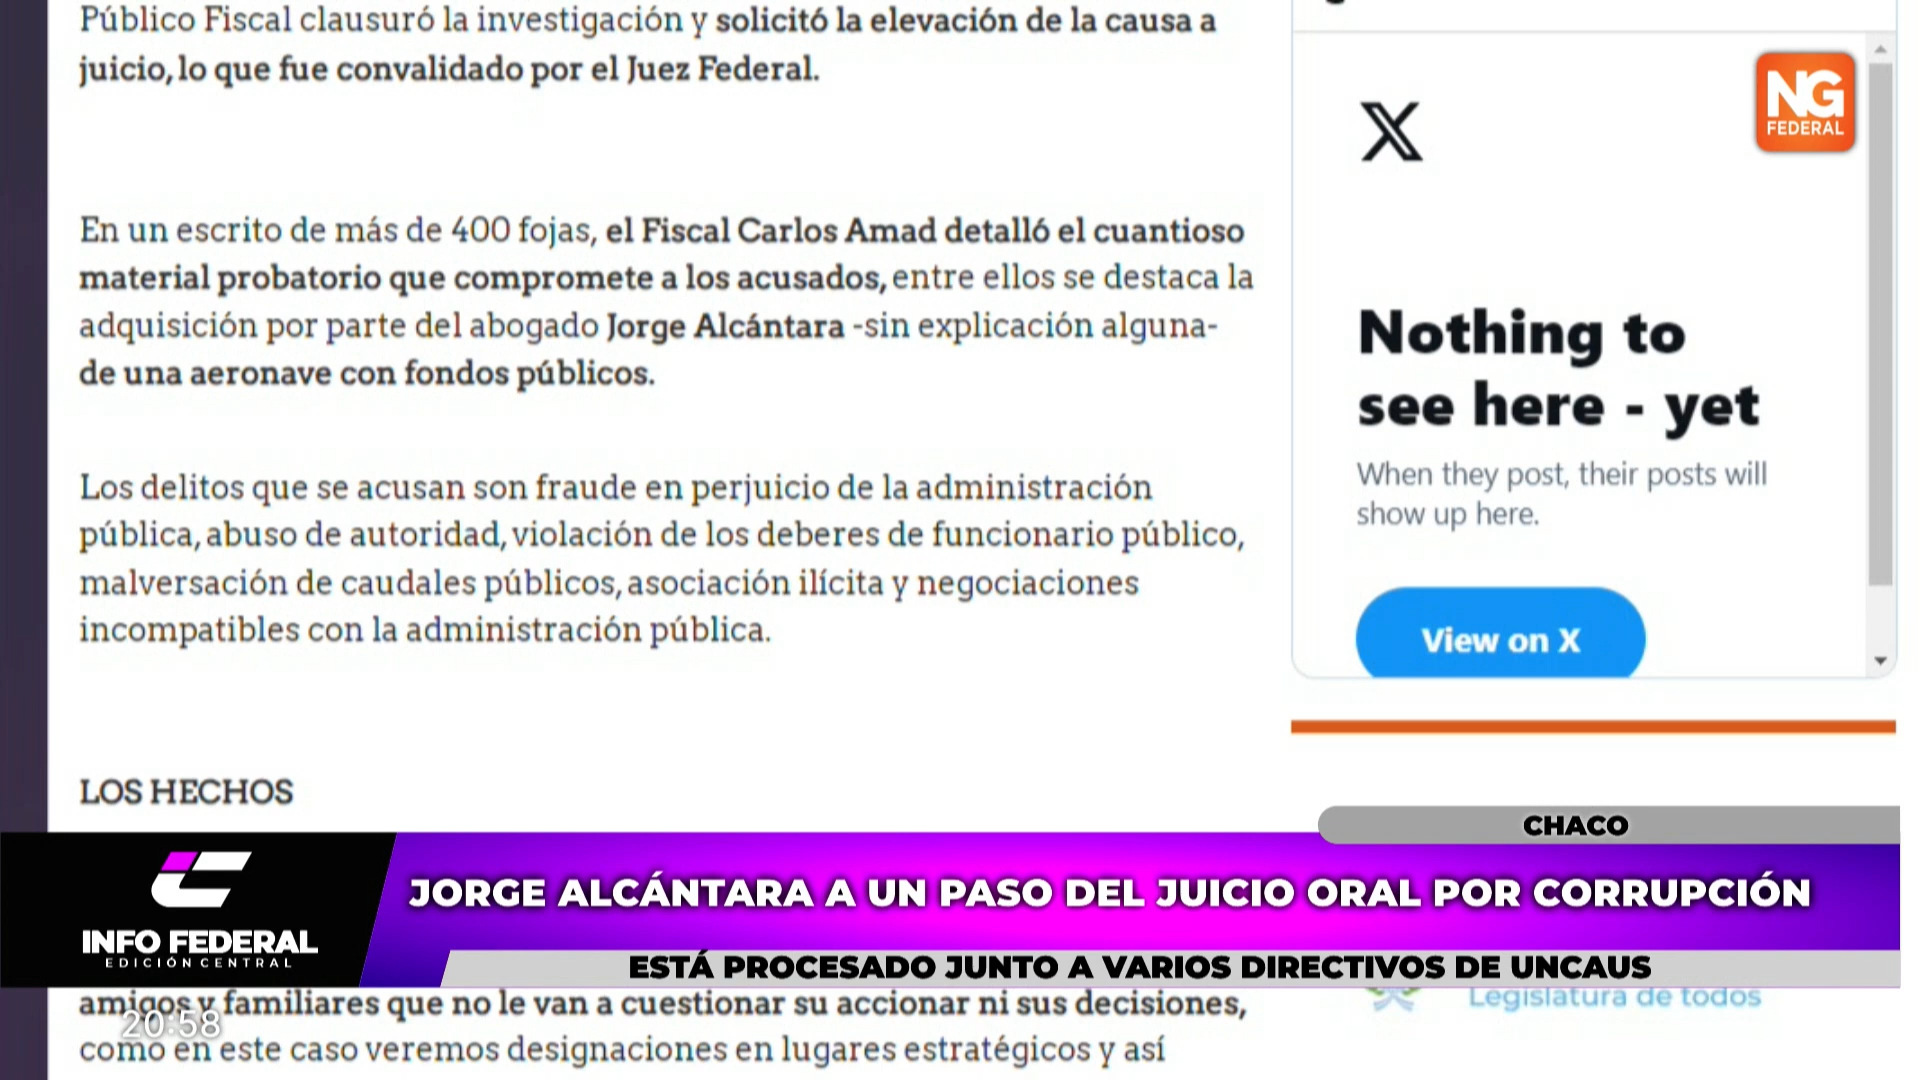 Público Fiscal clausuró la investigación y solicitó la elevación de la causa a
juicio, lo que fue convalidado por el Juez Federal.
En un escrito de más de 400 fojas, el Fiscal Carlos Amad detalló el cuantioso
material probatorio que compromete a los acusados, entre ellos se destaca la
adquisición por parte del abogado Jorge Alcántara -sin explicación alguna-
de una aeronave con fondos públicos.
Los delitos que se acusan son fraude en perjuicio de la administración
pública, abuso de autoridad, violación de los deberes de funcionario público,
malversación de caudales públicos, asociación ilícita y negociaciones
incompatibles con la administración pública.
LOS HECHOS
amigos y familiares que no le van a cuestionar su accionar ni sus decisiones,
como en este caso veremos designaciones en lugares estratégicos y así
X
NG
FEDERAL
Nothing to
see here - yet
When they post, their posts will
show up here.
View on X
Legislatura de todos
CHACO
JORGE ALCÁNTARA A UN PASO DEL JUICIO ORAL POR CORRUPCIÓN
ESTÁ PROCESADO JUNTO A VARIOS DIRECTIVOS DE UNCAUS
INFO FEDERAL
EDICIÓN CENTRAL
20:58